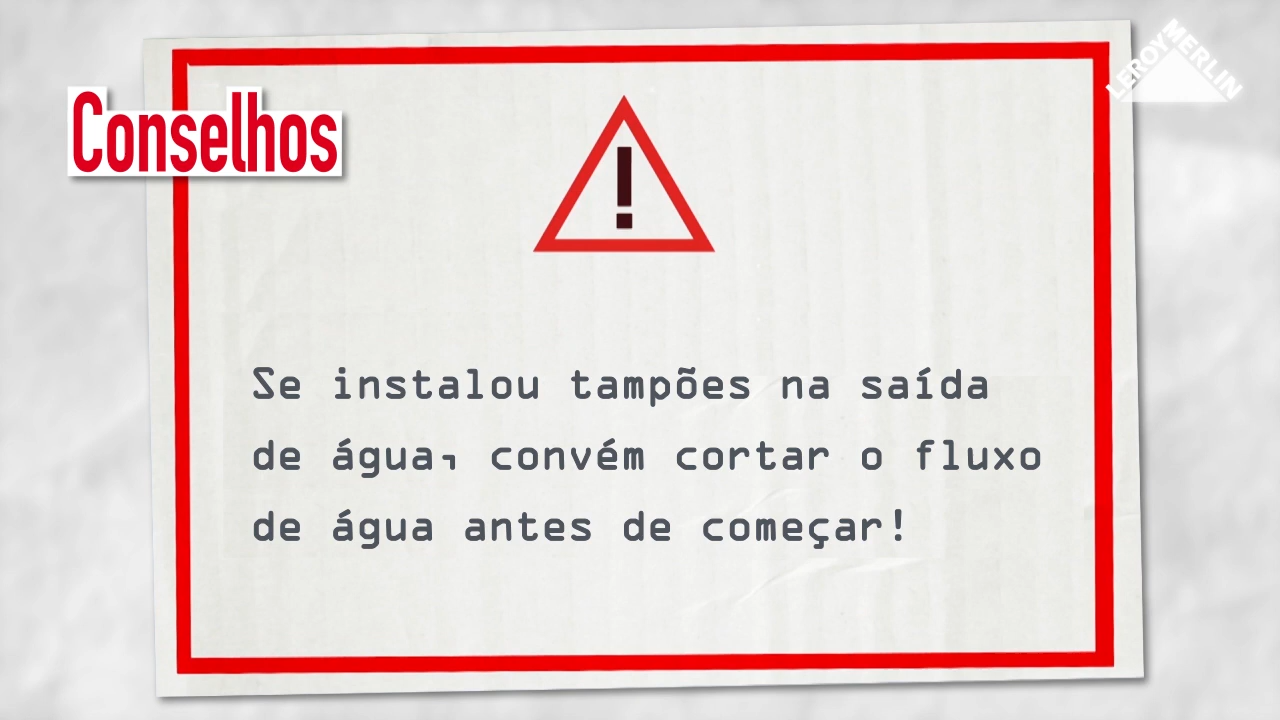 LEROY MERLIN
Conselhos
!
Se instalou tampões na saída
de água, convém cortar o fluxo
de água antes de começar!